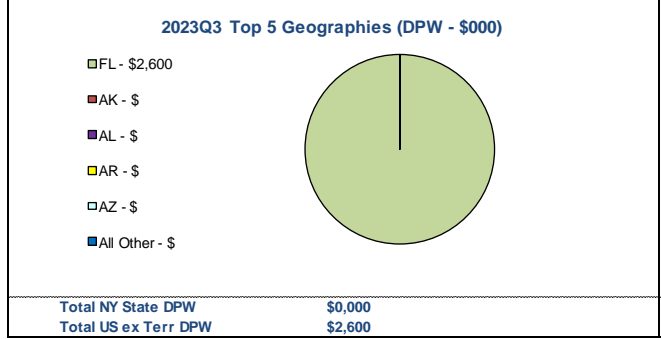 2023Q3 Top 5 Geographies (DPW - $000)
FL - $2,600
AK - $
AL - $
AR - $
AZ - $
All Other - $
Total NY State DPW $0,000
Total US ex Terr DPW $2,600